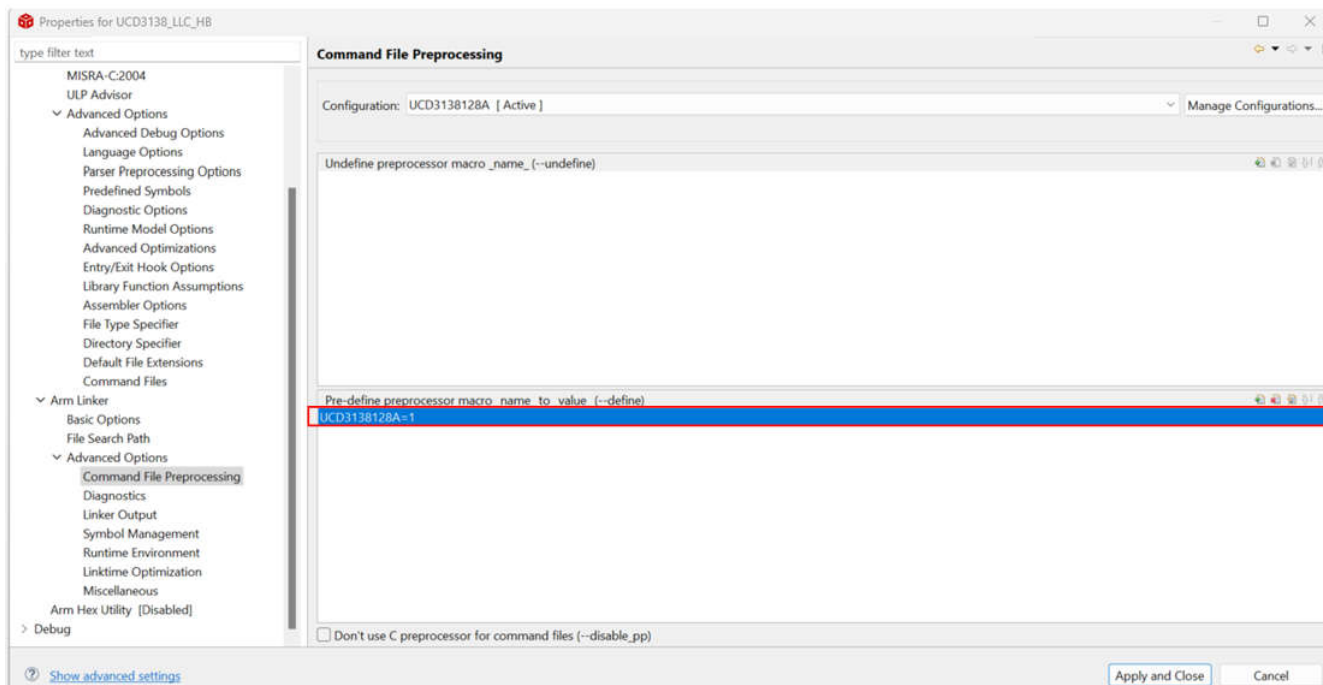 Properties for UCD3138_LLC_HB
type filter text
MISRA-C:2004
ULP Advisor
Advanced Options
Advanced Debug Options
Language Options
Parser Preprocessing Options
Predefined Symbols
Diagnostic Options
Runtime Model Options
Advanced Optimizations
Entry/Exit Hook Options
Library Function Assumptions
Assembler Options
File Type Specifier
Directory Specifier
Default File Extensions
Command Files
Arm Linker
Basic Options
File Search Path
Advanced Options
Command File Preprocessing
Diagnostics
Linker Output
Symbol Management
Runtime Environment
Linktime Optimization
Miscellaneous
Arm Hex Utility [Disabled]
Debug
Command File Preprocessing
Configuration: UCD3138128A [ Active ]
Manage Configurations...
Undefine preprocessor macro _name_ (--undefine)
Pre-define preprocessor macro _name_ to _value_ (--define)
UCD3138128A=1
Don't use C preprocessor for command files (--disable_pp)
Show advanced settings
Apply and Close
Cancel